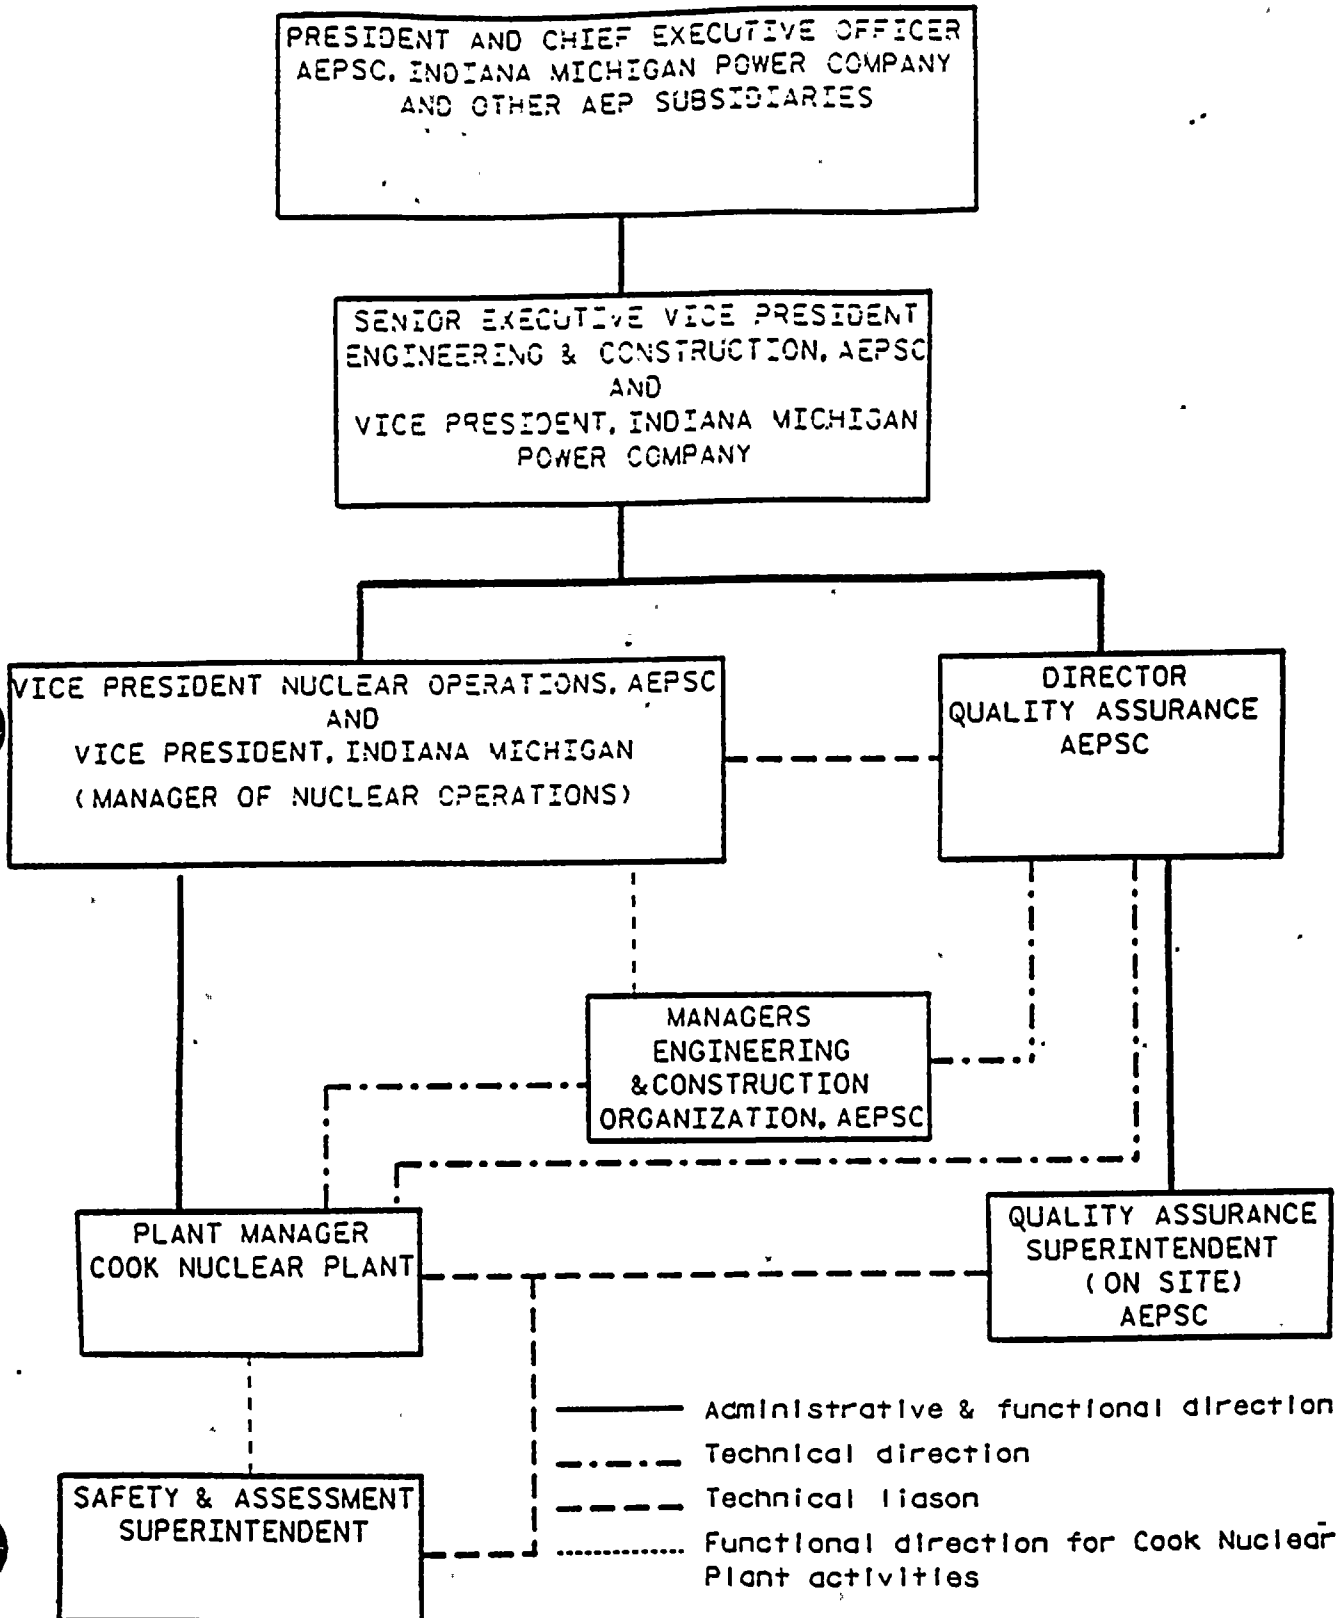 PRESIDENT AND CHIEF EXECUTIVE OFFICER
AEPSC, INDIANA MICHIGAN POWER COMPANY
AND OTHER AEP SUBSIDIARIES
SENIOR EXECUTIVE VICE PRESIDENT
ENGINEERING & CONSTRUCTION, AEPSC
AND
VICE PRESIDENT, INDIANA MICHIGAN
POWER COMPANY
VICE PRESIDENT NUCLEAR OPERATIONS, AEPSC
AND
VICE PRESIDENT, INDIANA MICHIGAN
(MANAGER OF NUCLEAR OPERATIONS)
DIRECTOR
QUALITY ASSURANCE
AEPSC
MANAGERS
ENGINEERING
&CONSTRUCTION
ORGANIZATION, AEPSC
PLANT MANAGER
COOK NUCLEAR PLANT
QUALITY ASSURANCE
SUPERINTENDENT
(ON SITE)
AEPSC
SAFETY & ASSESSMENT
SUPERINTENDENT
Administrative & functional direction
Technical direction
Technical liason
Functional direction for Cook Nuclear
Plant activities